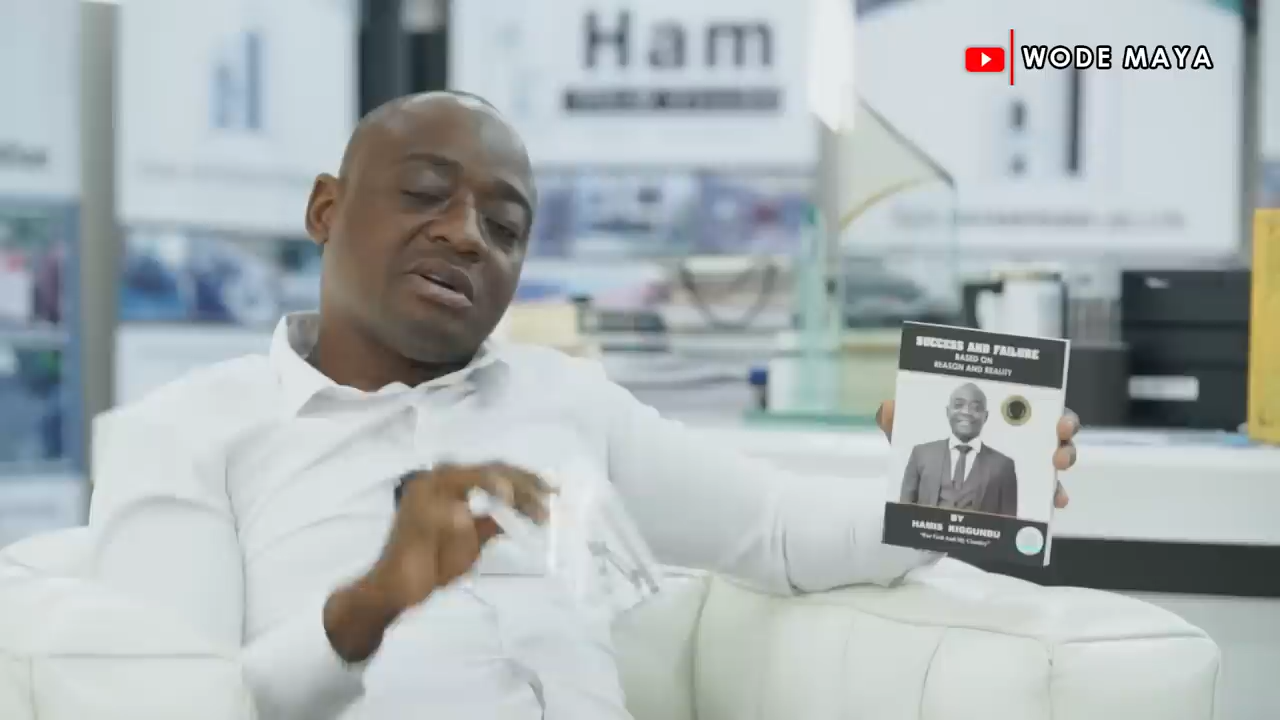 WODE MAYA
Ham
SUCCESS AND FAILURE
BASED ON
REASON AND REALITY
BY
HAMIS KIGGUNDU
"For God And My Country"